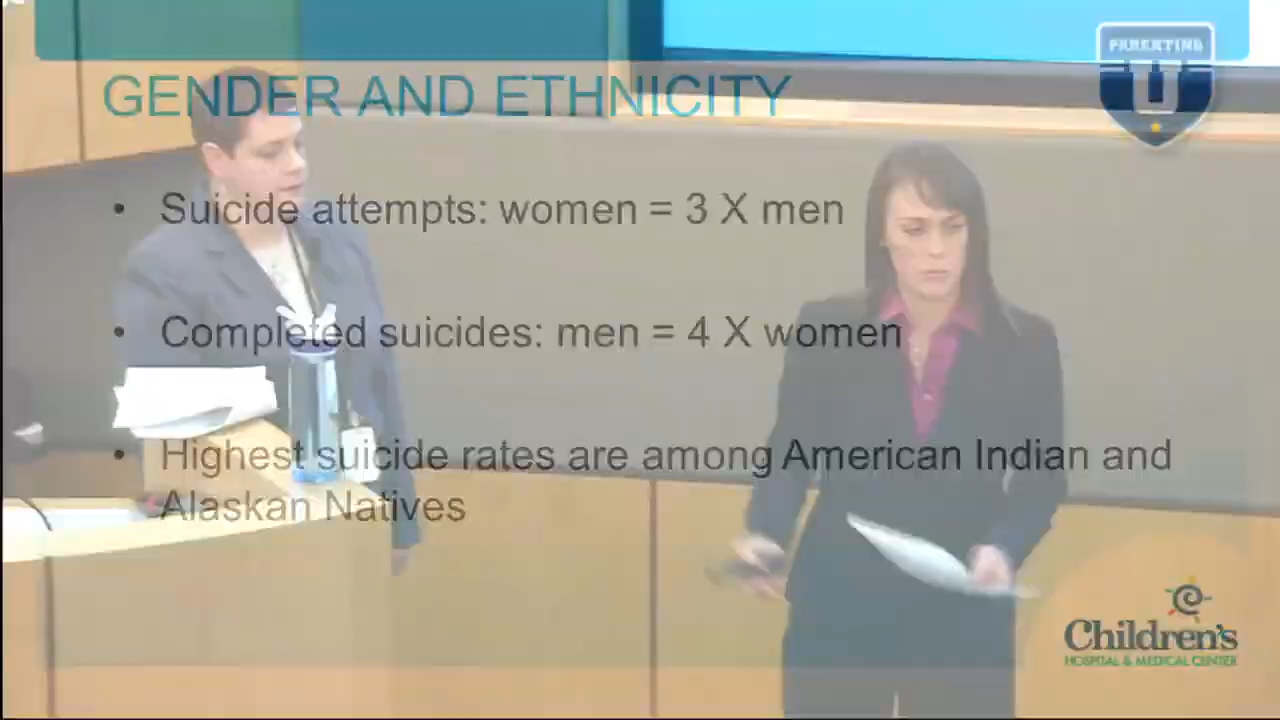 PARENTING
U
GENDER AND ETHNICITY
• Suicide attempts: women = 3 X men
• Completed suicides: men = 4 X women
• Highest suicide rates are among American Indian and
Alaskan Natives
Children's
HOSPITAL & MEDICAL CENTER